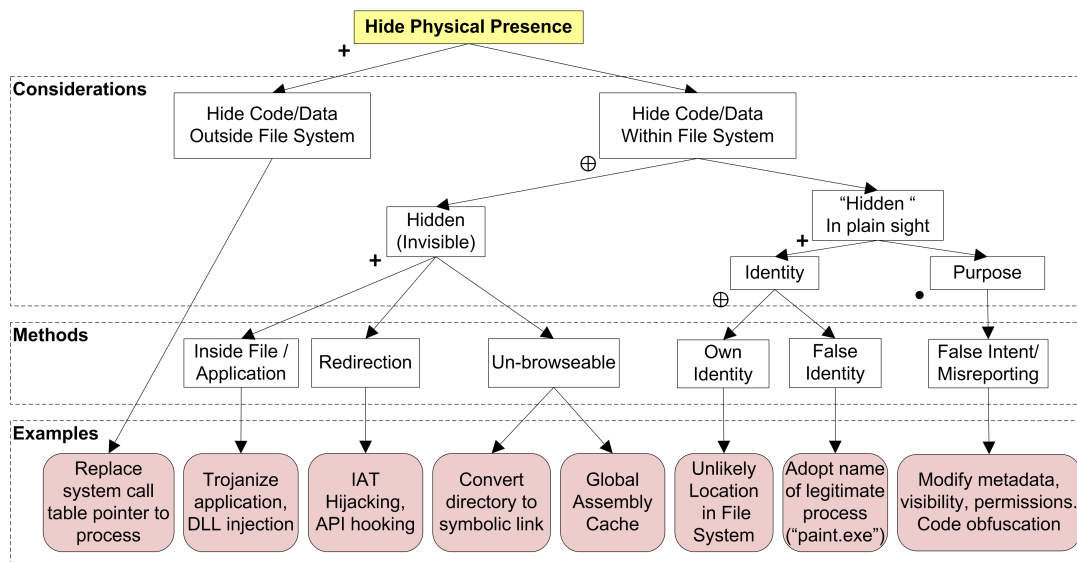 Hide Physical Presence
+
Considerations
Hide Code/Data
Outside File System
Hide Code/Data
Within File System
⊕
Hidden
(Invisible)
“Hidden “
In plain sight
+
+
Identity
Purpose
⊕
•
Methods
Inside File /
Application
Redirection
Un-browseable
Own
Identity
False
Identity
False Intent/
Misreporting
Examples
Replace
system call
table pointer to
process
Trojanize
application,
DLL injection
IAT
Hijacking,
API hooking
Convert
directory to
symbolic link
Global
Assembly
Cache
Unlikely
Location
in File
System
Adopt name
of legitimate
process
(“paint.exe”)
Modify metadata,
visibility, permissions.
Code obfuscation